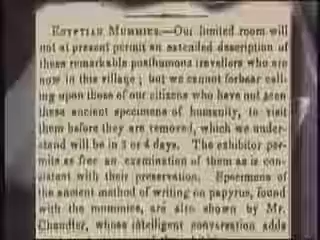 EGYPTIAN MUMMIES.—Our limited room will
not at present permit an extended description of
these remarkable posthumous travellers who are
now in this village; but we cannot forbear call-
ing upon those of our citizens who have not seen
these ancient specimens of humanity, to visit
them before they are removed, which we under-
stand will be in 3 or 4 days. The exhibitor per-
mits as free an examination of them as is con-
sistent with their preservation. Specimens of
the ancient method of writing on papyrus, found
with the mummies, are also shown by Mr.
Chandler, whose intelligent conversation adds